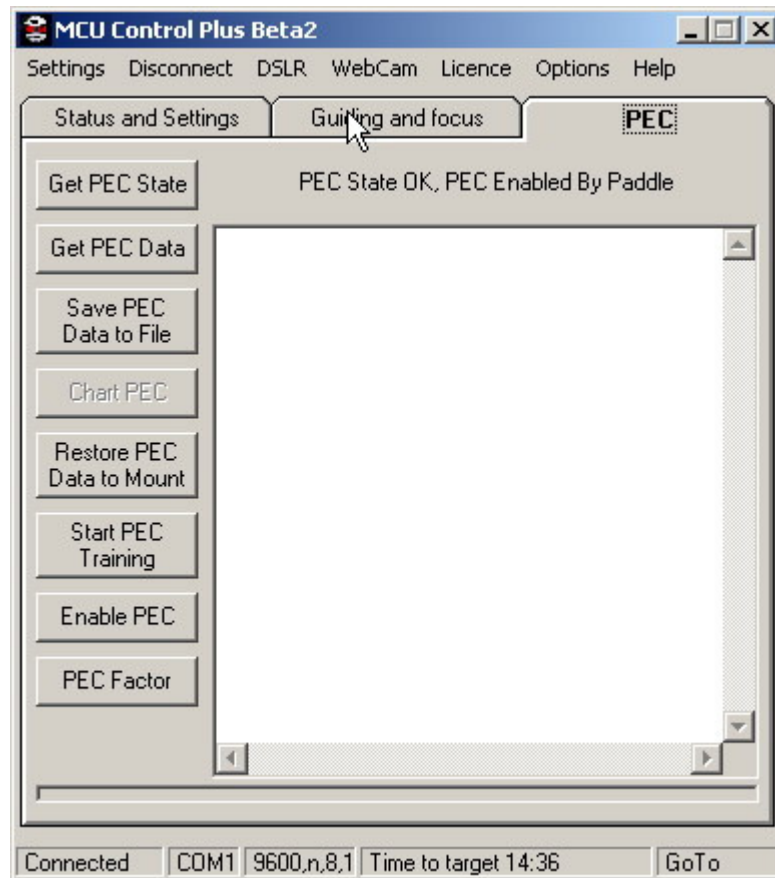 MCU Control Plus Beta2
Settings Disconnect DSLR WebCam Licence Options Help
Status and Settings Guiding and focus PEC
Get PEC State
PEC State OK, PEC Enabled By Paddle
Get PEC Data
Save PEC
Data to File
Chart PEC
Restore PEC
Data to Mount
Start PEC
Training
Enable PEC
PEC Factor
Connected COM1 9600,n,8,1 Time to target 14:36 GoTo